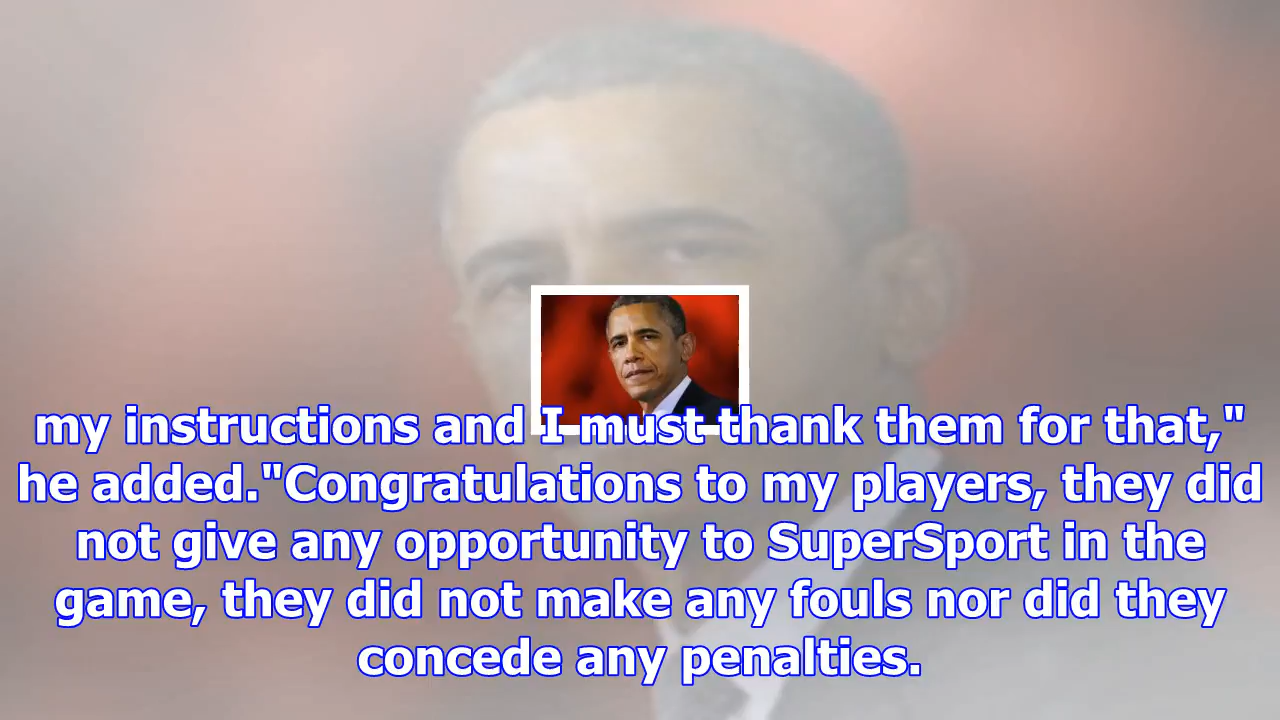 my instructions and I must thank them for that,"
he added."Congratulations to my players, they did
not give any opportunity to SuperSport in the
game, they did not make any fouls nor did they
concede any penalties.